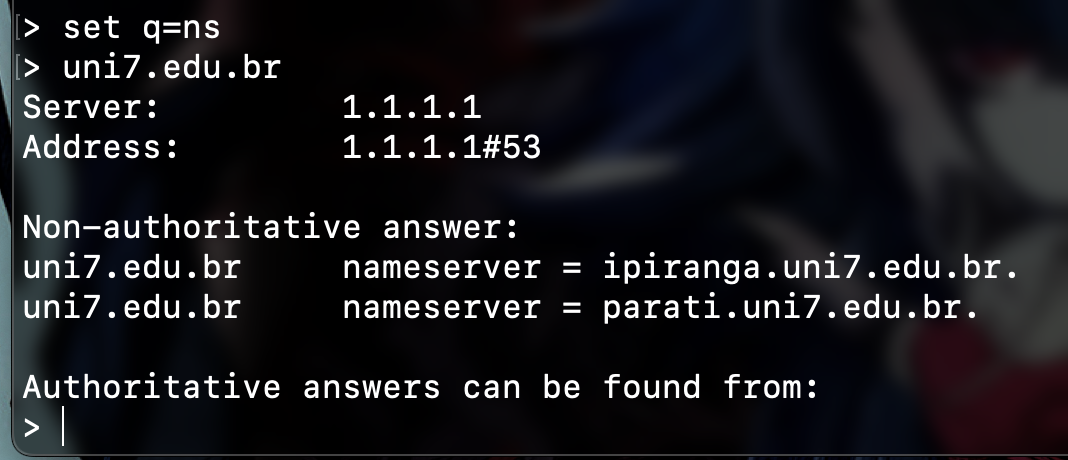 > set q=ns
> uni7.edu.br
Server:		1.1.1.1
Address:	1.1.1.1#53
Non-authoritative answer:
uni7.edu.br	nameserver = ipiranga.uni7.edu.br.
uni7.edu.br	nameserver = parati.uni7.edu.br.
Authoritative answers can be found from:
>